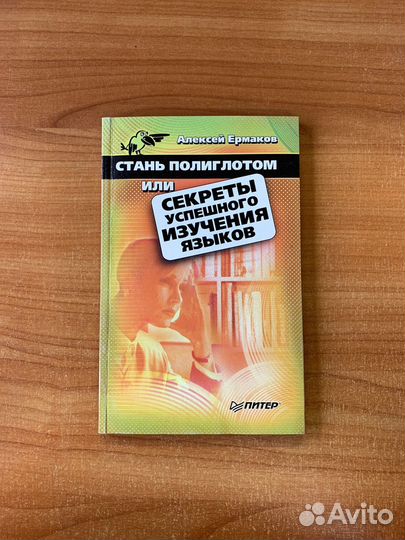 Алексей Ермаков
СТАНЬ ПОЛИГЛОТОМ
ИЛИ
СЕКРЕТЫ
УСПЕШНОГО
ИЗУЧЕНИЯ
ЯЗЫКОВ
ПИТЕР
Avito